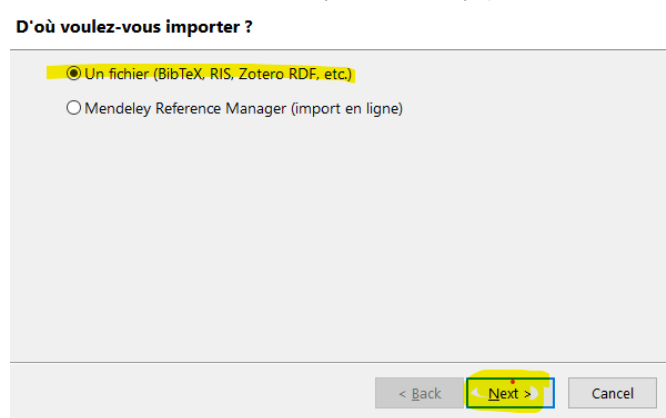 D'où voulez-vous importer ?
Un fichier (BibTeX, RIS, Zotero RDF, etc.)
Mendeley Reference Manager (import en ligne)
< Back Next > Cancel